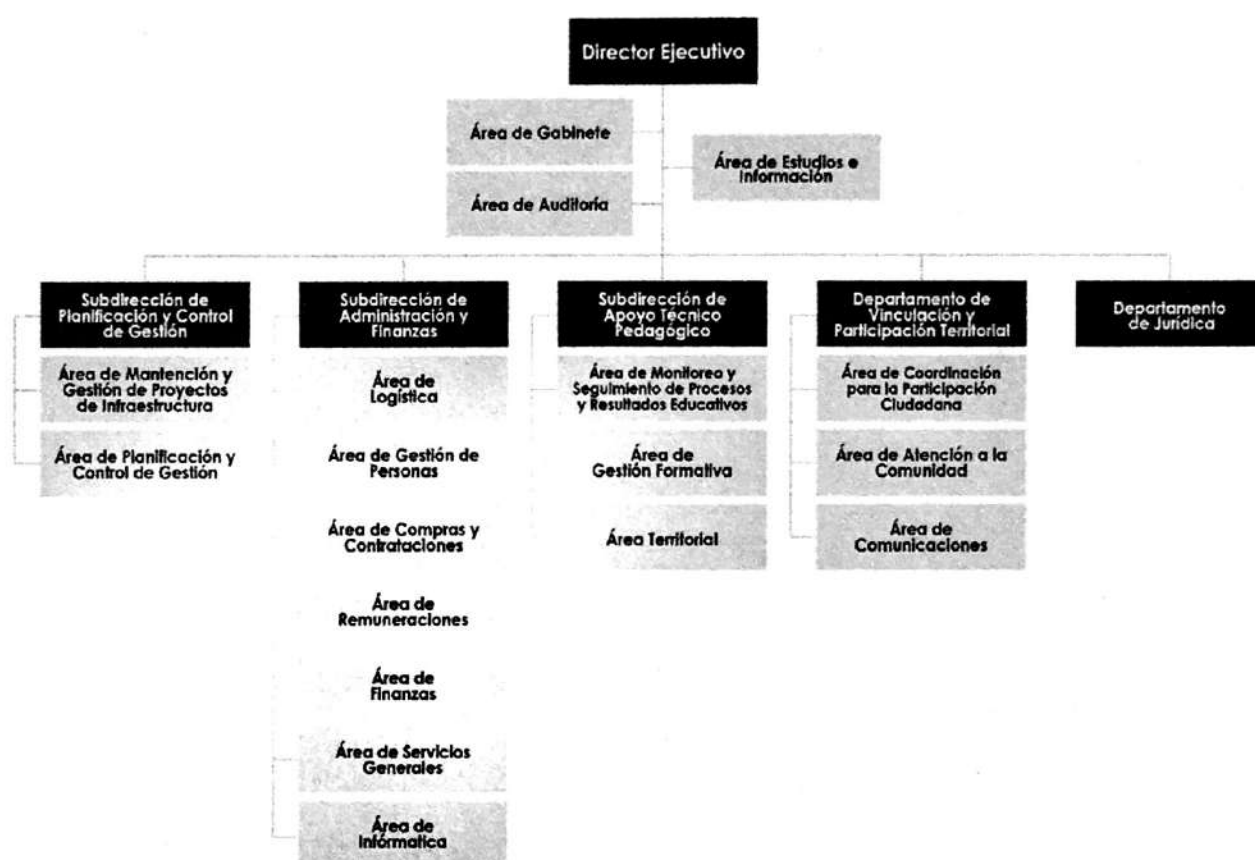 Director Ejecutivo
Área de Gabinete
Área de Estudios e
Información
Área de Auditoría
Subdirección de
Planificación y Control
de Gestión
Área de Mantención y
Gestión de Proyectos
de Infraestructura
Área de Planificación y
Control de Gestión
Subdirección de
Administración y
Finanzas
Área de
Logística
Área de Gestión de
Personas
Área de Compras y
Contrataciones
Área de
Remuneraciones
Área de
Finanzas
Área de Servicios
Generales
Área de
Infórmatica
Subdirección de
Apoyo Técnico
Pedagógico
Área de Monitoreo y
Seguimiento de Procesos
y Resultados Educativos
Área de
Gestión Formativa
Área Territorial
Departamento de
Vinculación y
Participación Territorial
Área de Coordinación
para la Participación
Ciudadana
Área de Atención a la
Comunidad
Área de
Comunicaciones
Departamento
de Jurídica